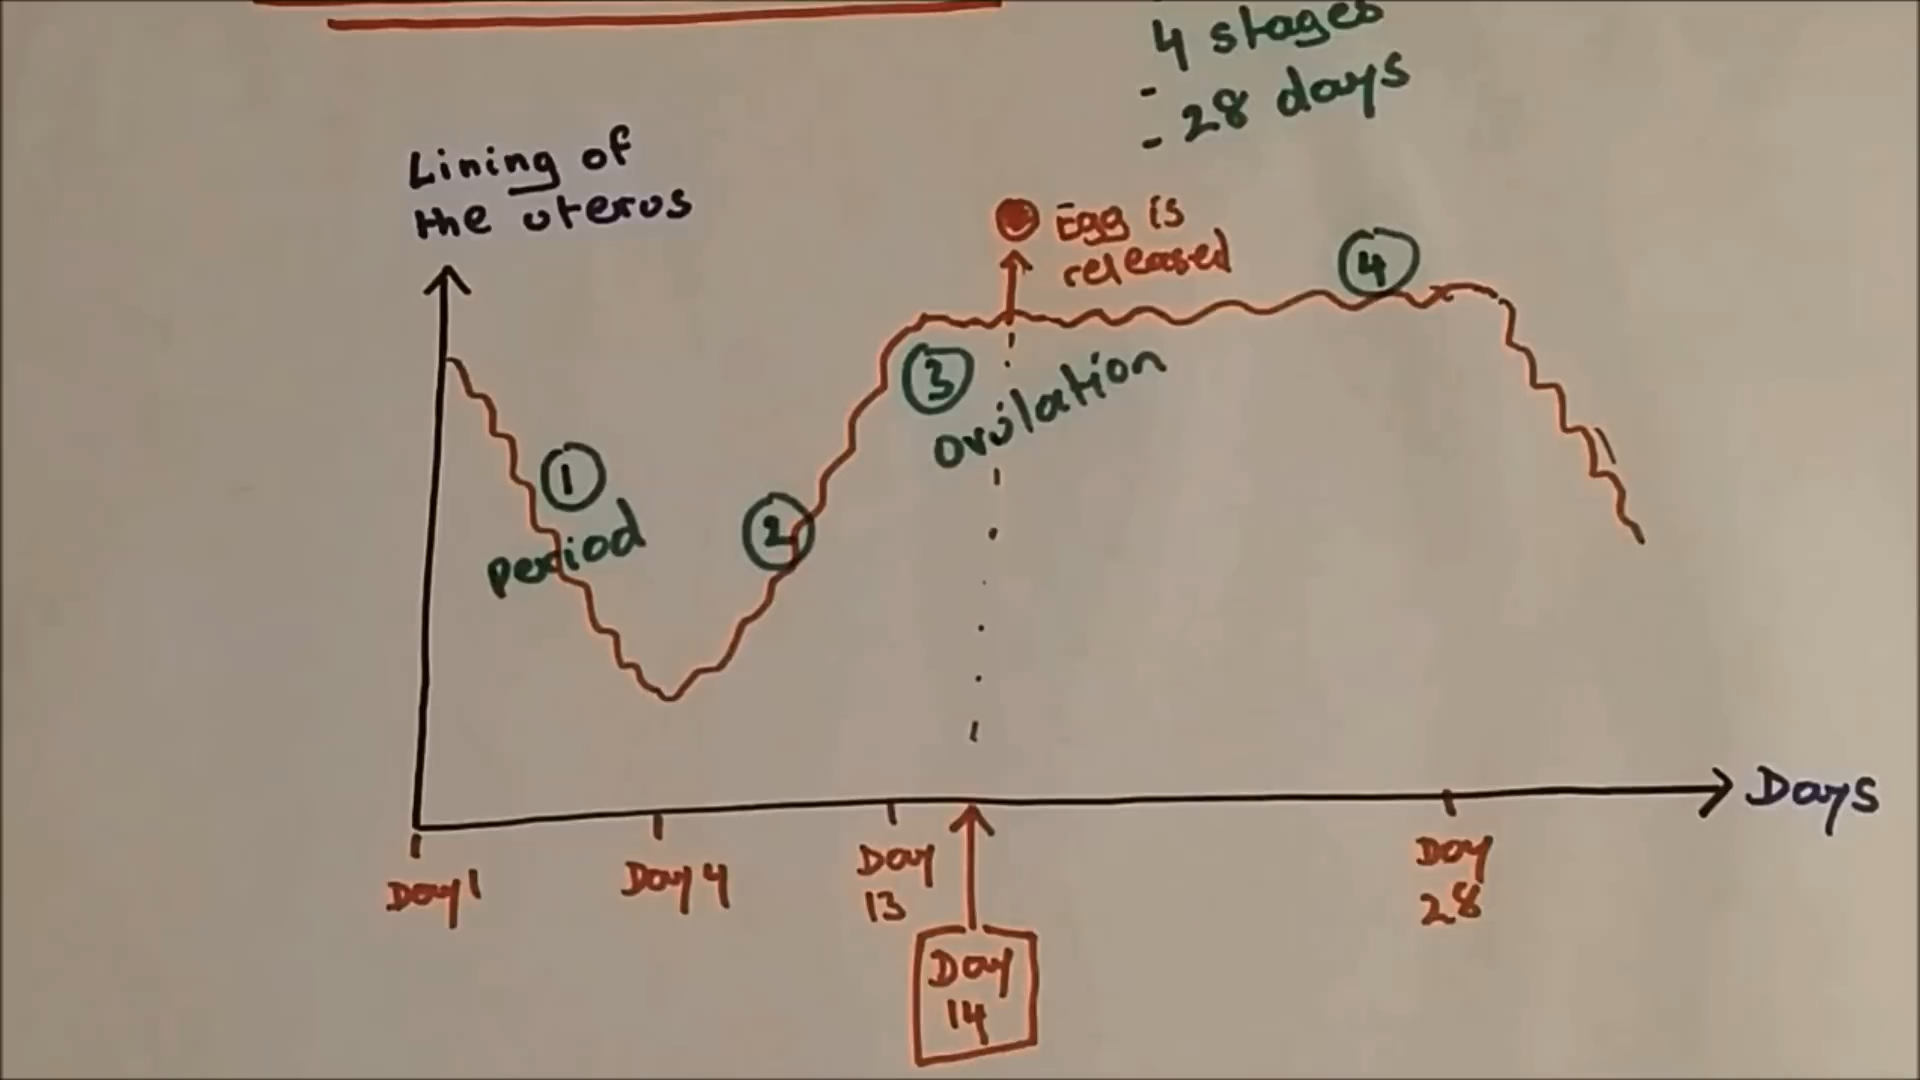 4 stages
- 28 days
-
Lining of
the uterus
Egg is
released
4
3
ovulation
1
period
2
Days
Day 1
Day 4
Day
13
Day
28
Day
14